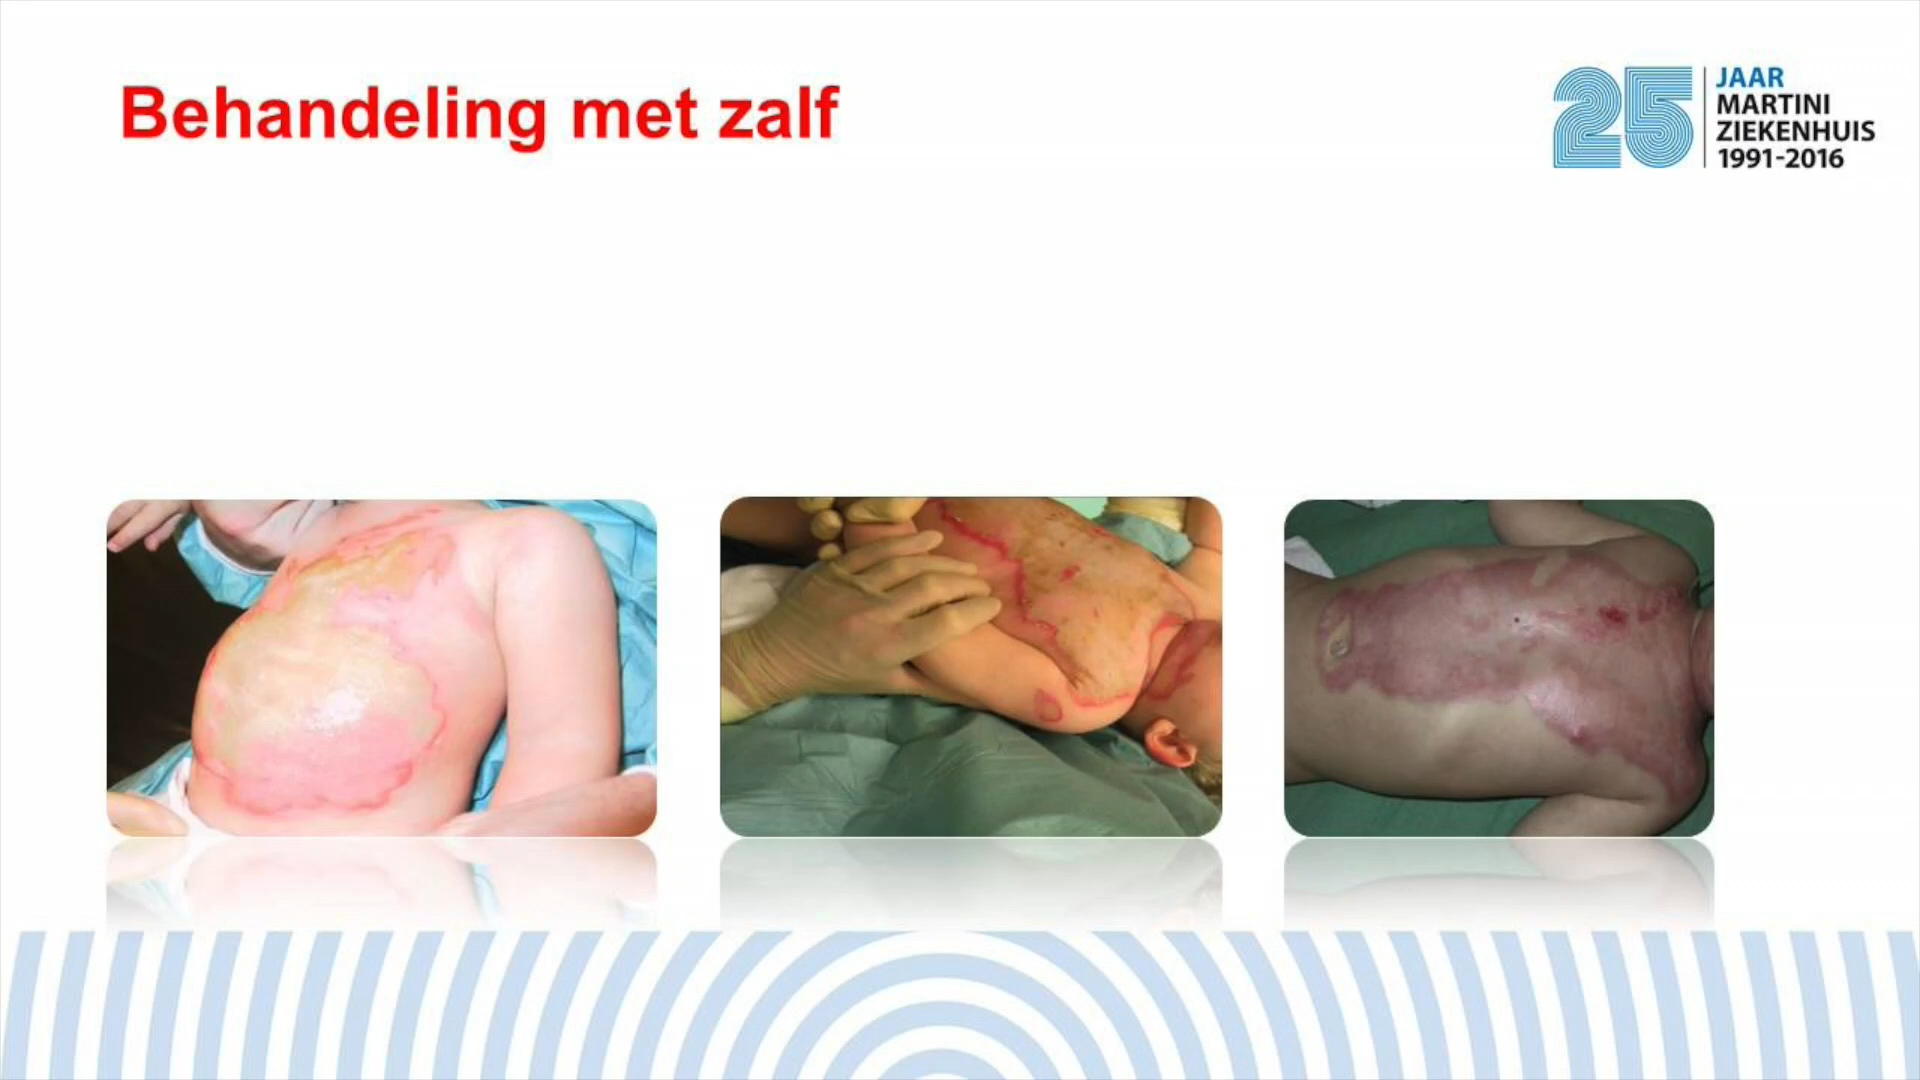 Behandeling met zalf
25
JAAR
MARTINI
ZIEKENHUIS
1991-2016